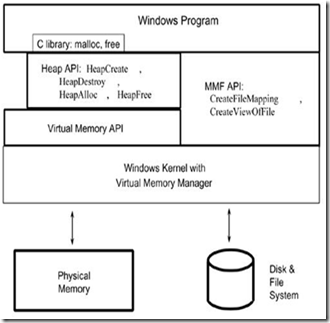 Windows Program
C library: malloc, free
Heap API: HeapCreate ,
HeapDestroy ,
HeapAlloc , HeapFree
MMF API:
CreateFileMapping ,
CreateViewOfFile
Virtual Memory API
Windows Kernel with
Virtual Memory Manager
Physical
Memory
Disk &
File
System